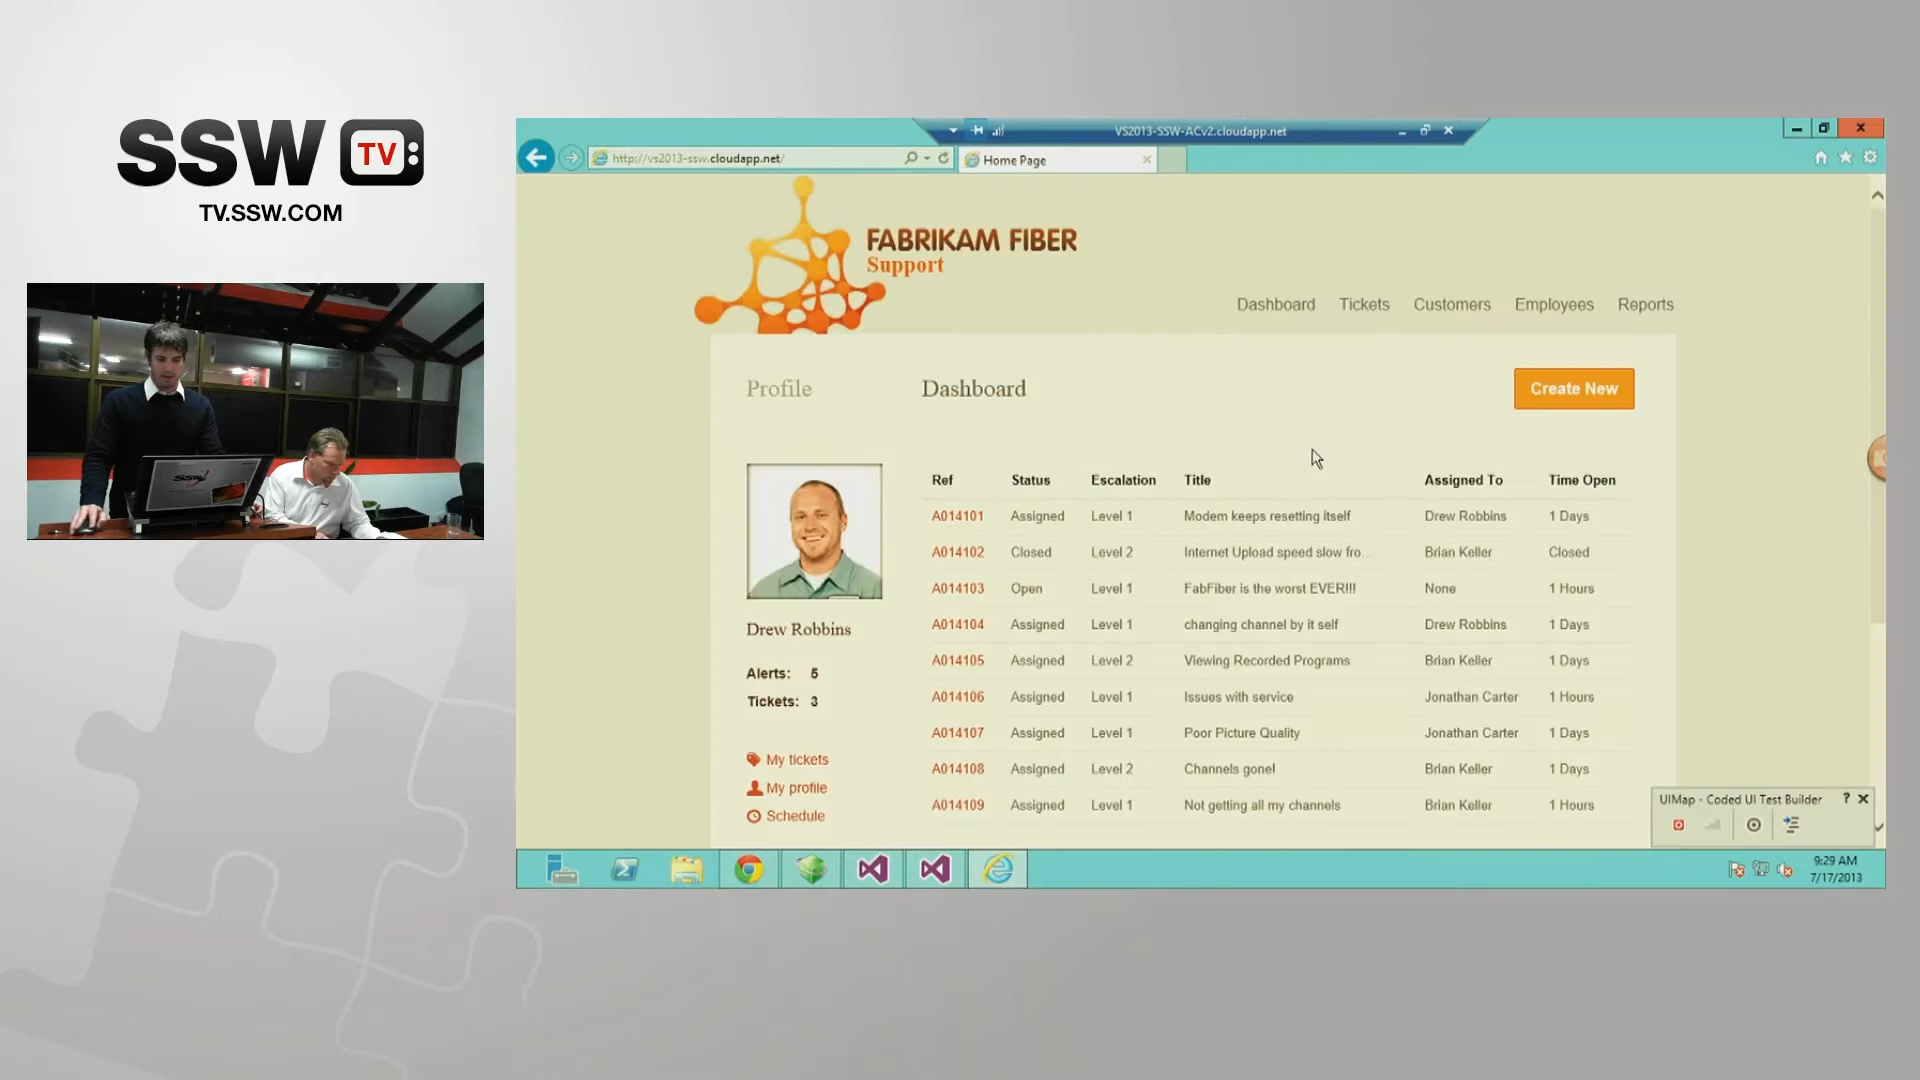 SSW TV:
TV.SSW.COM
VS2013-SSW-ACv2.cloudapp.net
http://vs2013-ssw.cloudapp.net/
Home Page
FABRIKAM FIBER
Support
Dashboard Tickets Customers Employees Reports
Profile
Dashboard
Create New
Ref Status Escalation Title Assigned To Time Open
A014101 Assigned Level 1 Modem keeps resetting itself Drew Robbins 1 Days
A014102 Closed Level 2 Internet Upload speed slow fro... Brian Keller Closed
A014103 Open Level 1 FabFiber is the worst EVER!!! None 1 Hours
A014104 Assigned Level 1 changing channel by it self Drew Robbins 1 Days
A014105 Assigned Level 2 Viewing Recorded Programs Brian Keller 1 Days
A014106 Assigned Level 1 Issues with service Jonathan Carter 1 Hours
A014107 Assigned Level 1 Poor Picture Quality Jonathan Carter 1 Days
A014108 Assigned Level 2 Channels gone! Brian Keller 1 Days
A014109 Assigned Level 1 Not getting all my channels Brian Keller 1 Hours
Drew Robbins
Alerts: 5
Tickets: 3
My tickets
My profile
Schedule
UIMap - Coded UI Test Builder ?
9:29 AM
7/17/2013
SSW